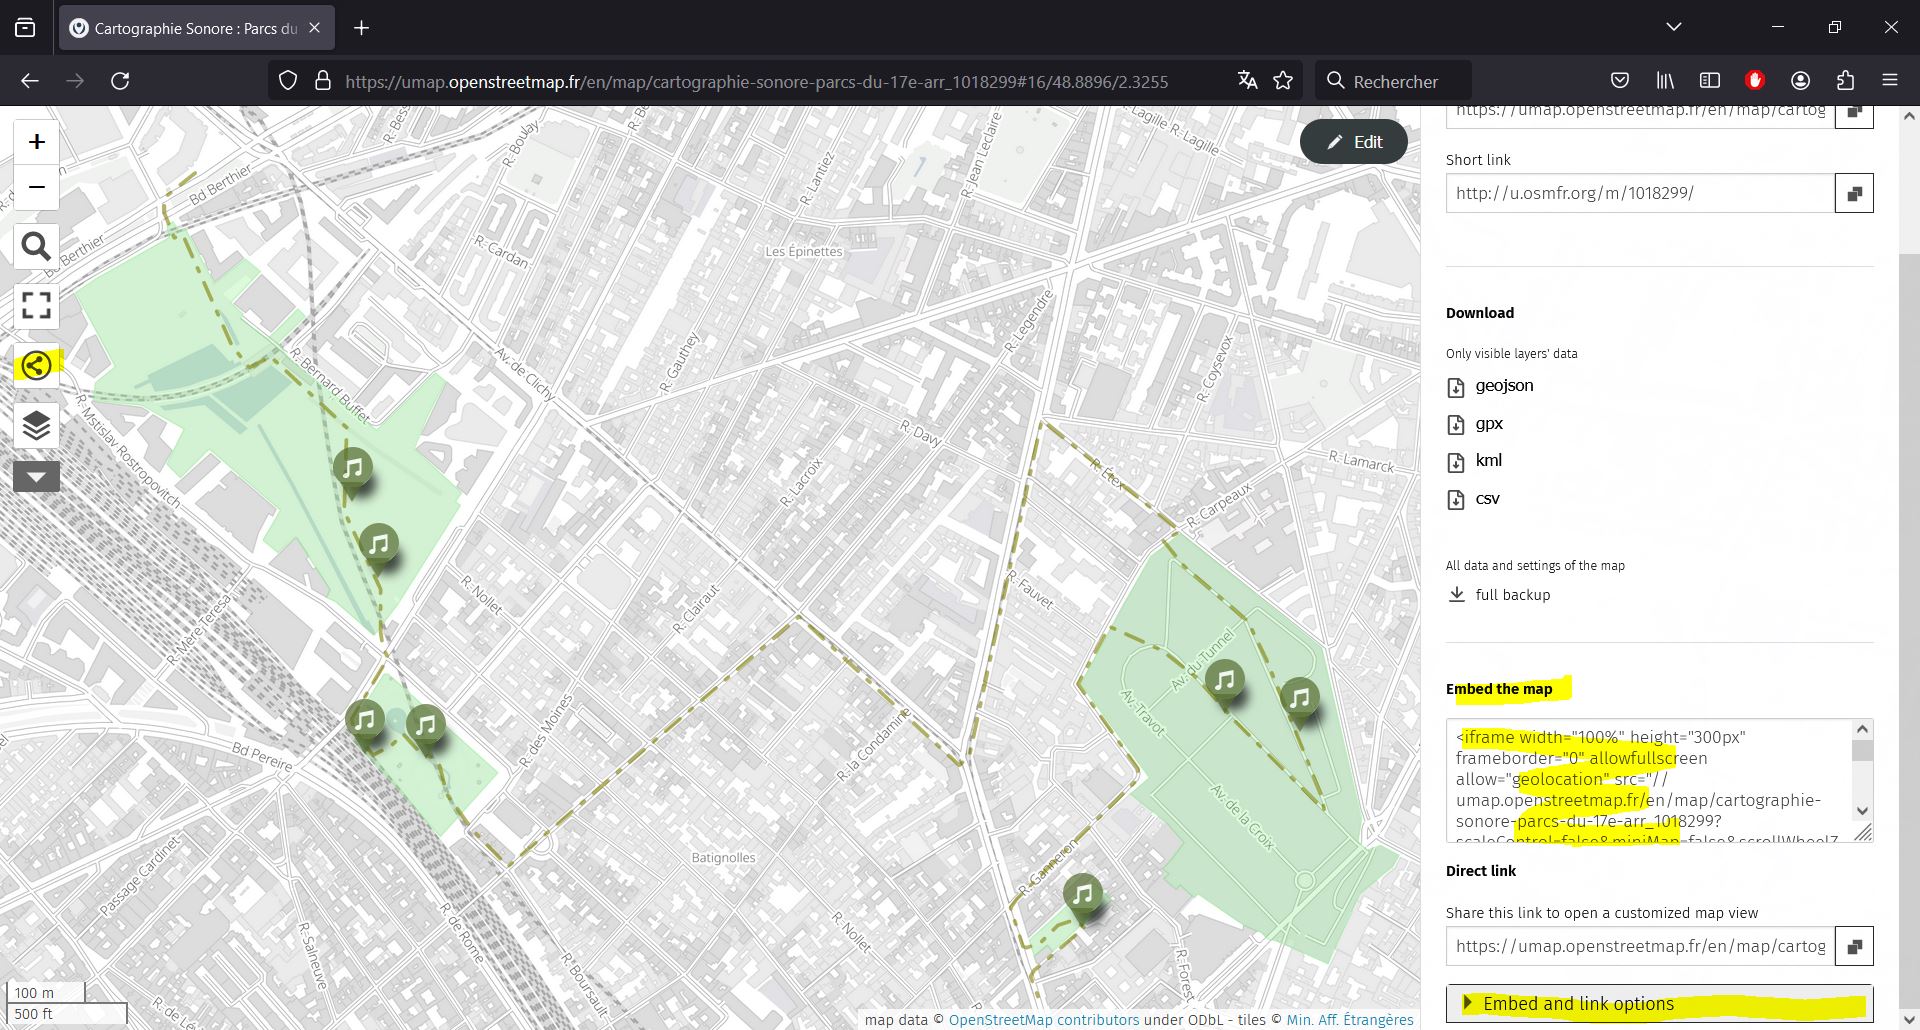 Cartographie Sonore : Parcs du
https://umap.openstreetmap.fr/en/map/cartographie-sonore-parcs-du-17e-arr_1018299#16/48.8896/2.3255
Rechercher
+
−
Edit
Bd Berthier
Bd Berthier
R. Boulay
R. Lantiez
R. Jean Leclaire
R. Lagille
R. Cardan
Les Épinettes
R. Legendre
R. Gauthey
Av. de Clichy
R. Coysevox
R. Bernard Buffet
R. Mstislav Rostropovitch
R. Davy
R. Lacroix
R. Étex
R. Lamarck
R. Carpeaux
R. Nollet
R. Clairaut
R. Fauvet
R. Mère Teresa
Av. du Tunnel
Av. Travot
R. des Moines
R. la Condamine
Bd Pereire
Av. de la Croix
Passage Cardinet
Batignolles
R. Ganneron
R. de Rome
R. Nollet
R. Salneuve
R. Boursault
R. Forest
100 m
500 ft
map data © OpenStreetMap contributors under ODbL - tiles © Min. Aff. Étrangères
https://umap.openstreetmap.fr/en/map/cartog
Short link
http://u.osmfr.org/m/1018299/
Download
Only visible layers' data
geojson
gpx
kml
csv
All data and settings of the map
full backup
Embed the map
<iframe width="100%" height="300px"
frameborder="0" allowfullscreen
allow="geolocation" src="//
umap.openstreetmap.fr/en/map/cartographie-
sonore-parcs-du-17e-arr_1018299?
scaleControl=false&miniMap=false&scrollWheelZ
Direct link
Share this link to open a customized map view
https://umap.openstreetmap.fr/en/map/cartog
Embed and link options